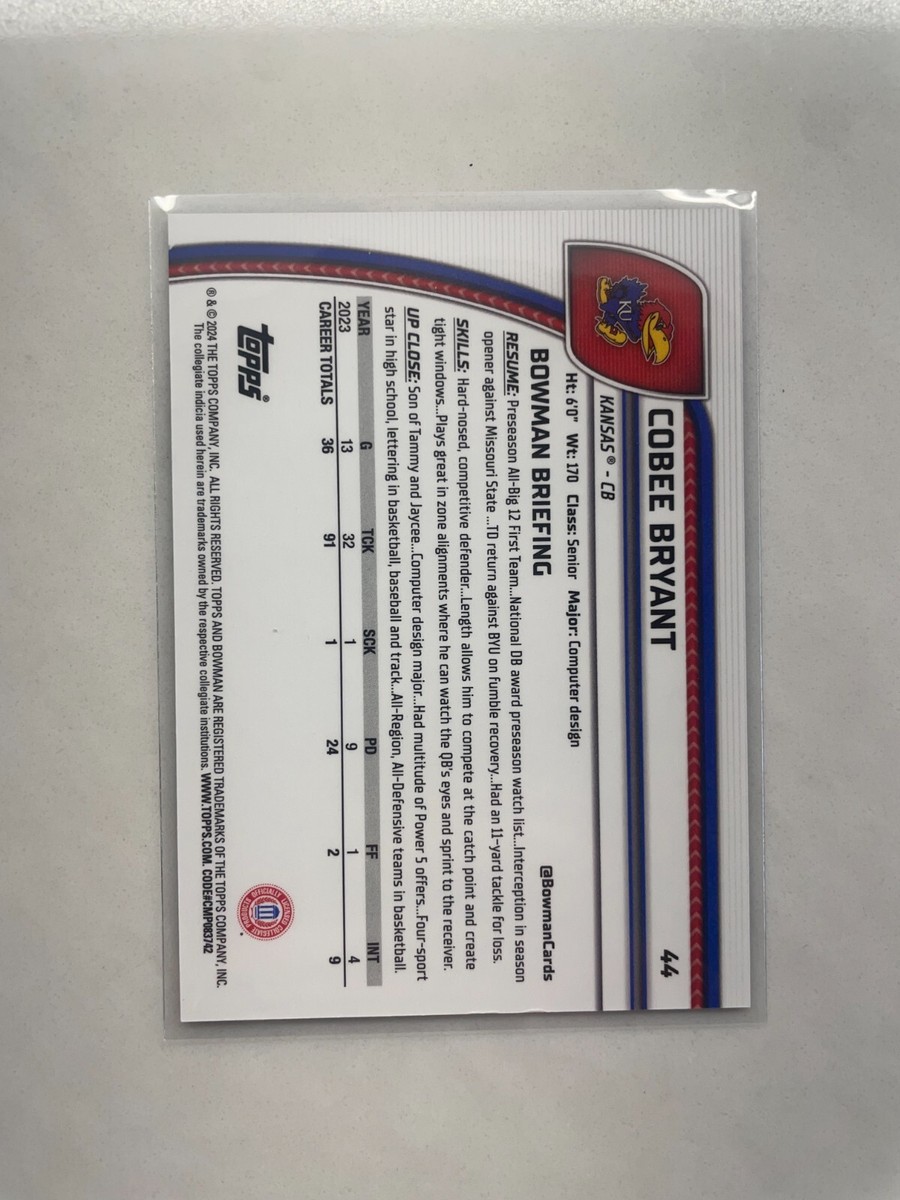 KU
COBEE BRYANT 44
KANSAS® - CB
Ht: 6'0" Wt: 170 Class: Senior Major: Computer design
BOWMAN BRIEFING @BowmanCards
RESUME: Preseason All-Big 12 First Team...National DB award preseason watch list...Interception in season
opener against Missouri State ...TD return against BYU on fumble recovery...Had an 11-yard tackle for loss.
SKILLS: Hard-nosed, competitive defender...Length allows him to compete at the catch point and create
tight windows...Plays great in zone alignments where he can watch the QB's eyes and sprint to the receiver.
UP CLOSE: Son of Tammy and Jaycee...Computer design major...Had multitude of Power 5 offers...Four-sport
star in high school, lettering in basketball, baseball and track...All-Region, All-Defensive teams in basketball.
YEAR G TCK SCK PD FF INT
2023 13 32 1 9 1 4
CAREER TOTALS 36 91 1 24 2 9
topps®
OFFICIALLY LICENSED COLLEGIATE PRODUCTS
® & © 2024 THE TOPPS COMPANY, INC. ALL RIGHTS RESERVED. TOPPS AND BOWMAN ARE REGISTERED TRADEMARKS OF THE TOPPS COMPANY, INC.
The collegiate indicia used herein are trademarks owned by the respective collegiate institutions. WWW.TOPPS.COM. CODE#CMP083742